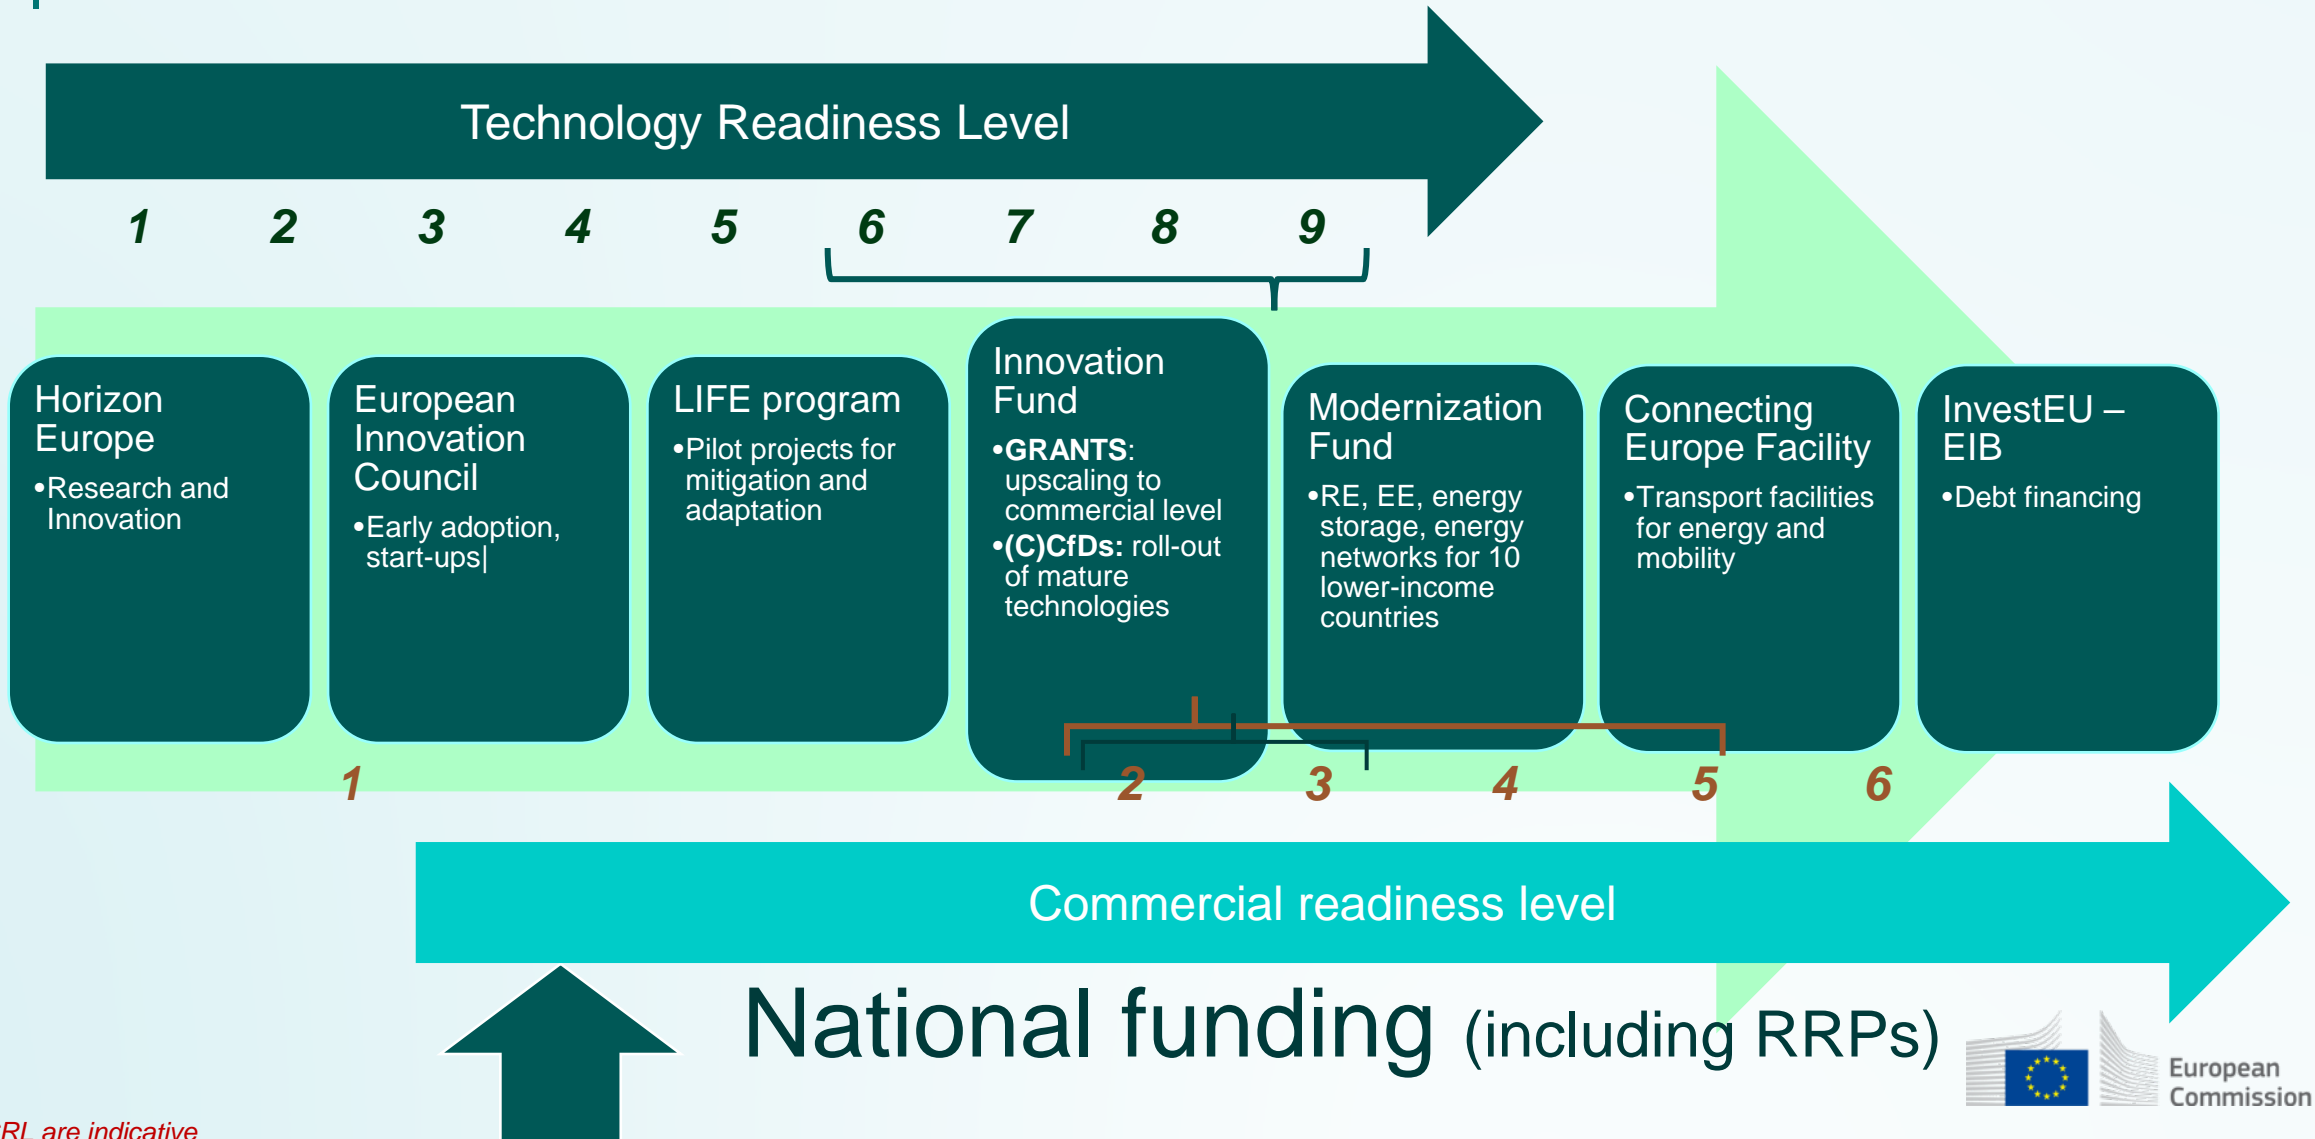 Technology Readiness Level
1 2 3 4 5 6 7 8 9
Horizon
Europe
•Research and
Innovation
European
Innovation
Council
•Early adoption,
start-ups|
LIFE program
•Pilot projects for
mitigation and
adaptation
Innovation
Fund
•GRANTS:
upscaling to
commercial level
•(C)CfDs: roll-out
of mature
technologies
Modernization
Fund
•RE, EE, energy
storage, energy
networks for 10
lower-income
countries
Connecting
Europe Facility
•Transport facilities
for energy and
mobility
InvestEU –
EIB
•Debt financing
1 2 3 4 5 6
Commercial readiness level
National funding (including RRPs)
European
Commission
are indicative